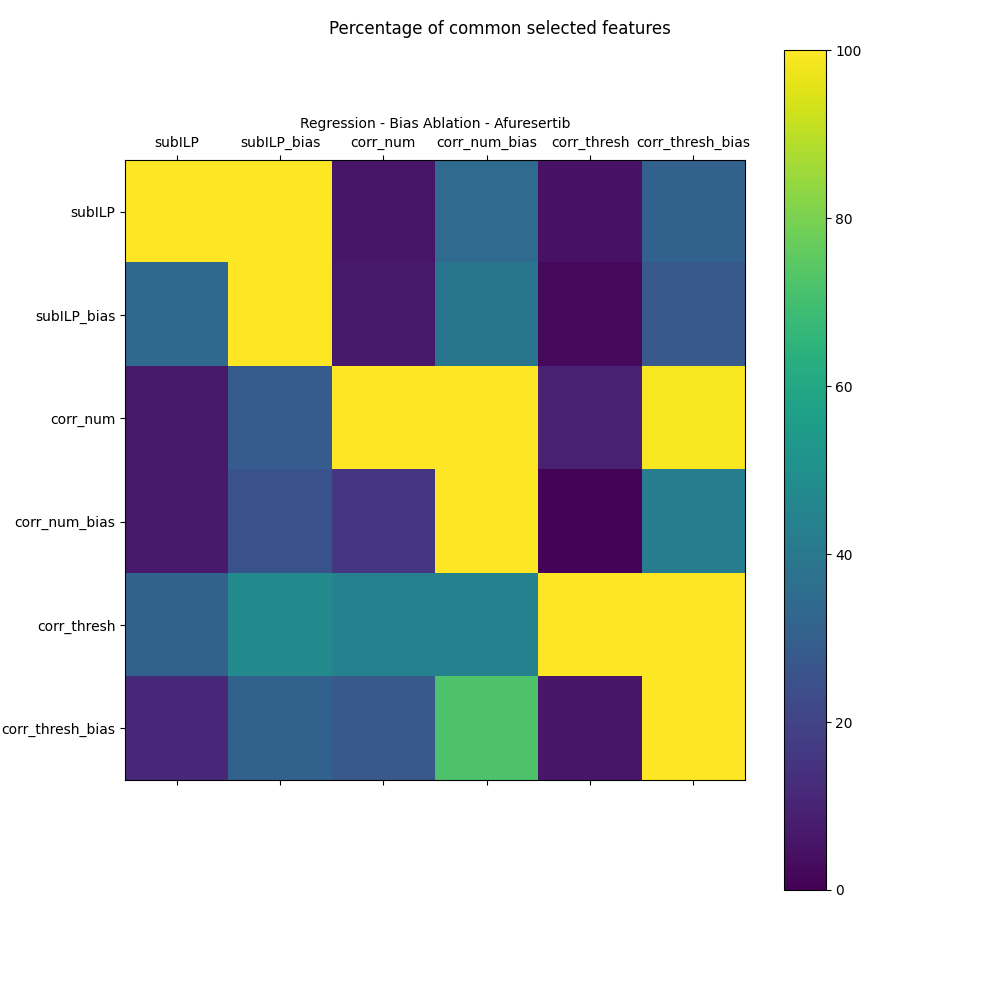 Percentage of common selected features
Regression - Bias Ablation - Afuresertib
subILP subILP_bias corr_num corr_num_bias corr_thresh corr_thresh_bias
subILP
subILP_bias
corr_num
corr_num_bias
corr_thresh
corr_thresh_bias
100
80
60
40
20
0